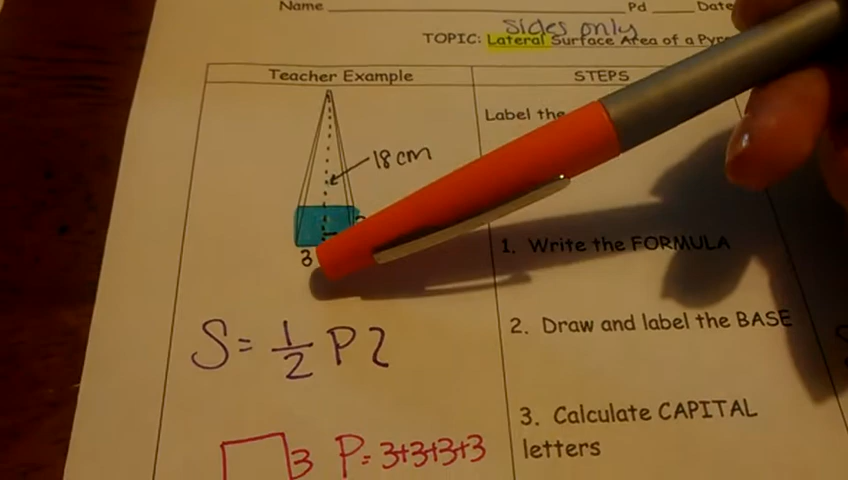 Name Pd Date
sides only
TOPIC: Lateral Surface Area of a
Teacher Example STEPS
Label the
18 cm
3
1. Write the FORMULA
S = 1/2 Pl
2. Draw and label the BASE
3. Calculate CAPITAL
letters
3 P = 3+3+3+3